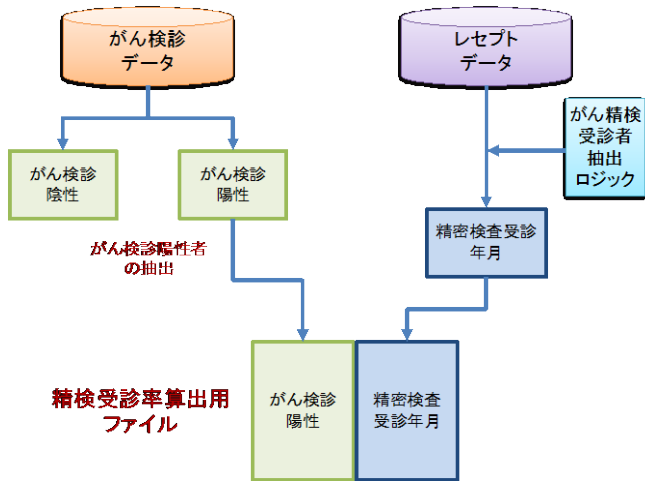 がん検診
データ
レセプト
データ
がん精検
受診者
抽出
ロジック
がん検診
陰性
がん検診
陽性
精密検査受診
年月
がん検診陽性者
の抽出
精検受診率算出用
ファイル
がん検診
陽性
精密検査
受診年月